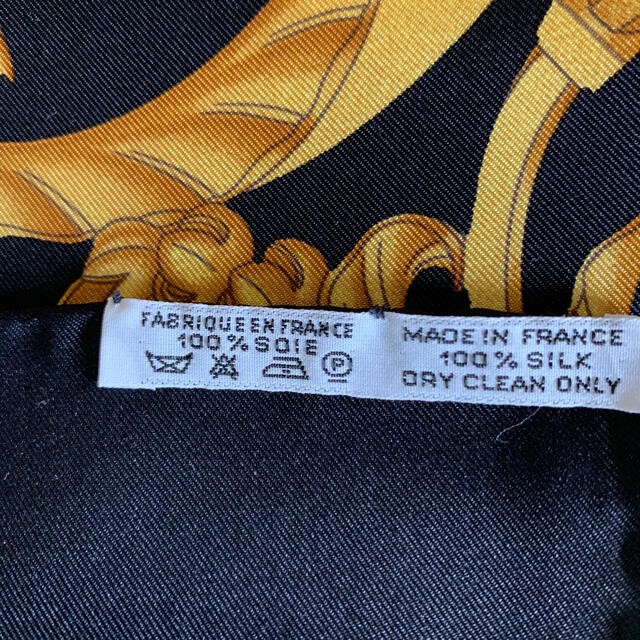 FABRIQUE EN FRANCE
100% SOIE
P
MADE IN FRANCE
100% SILK
DRY CLEAN ONLY